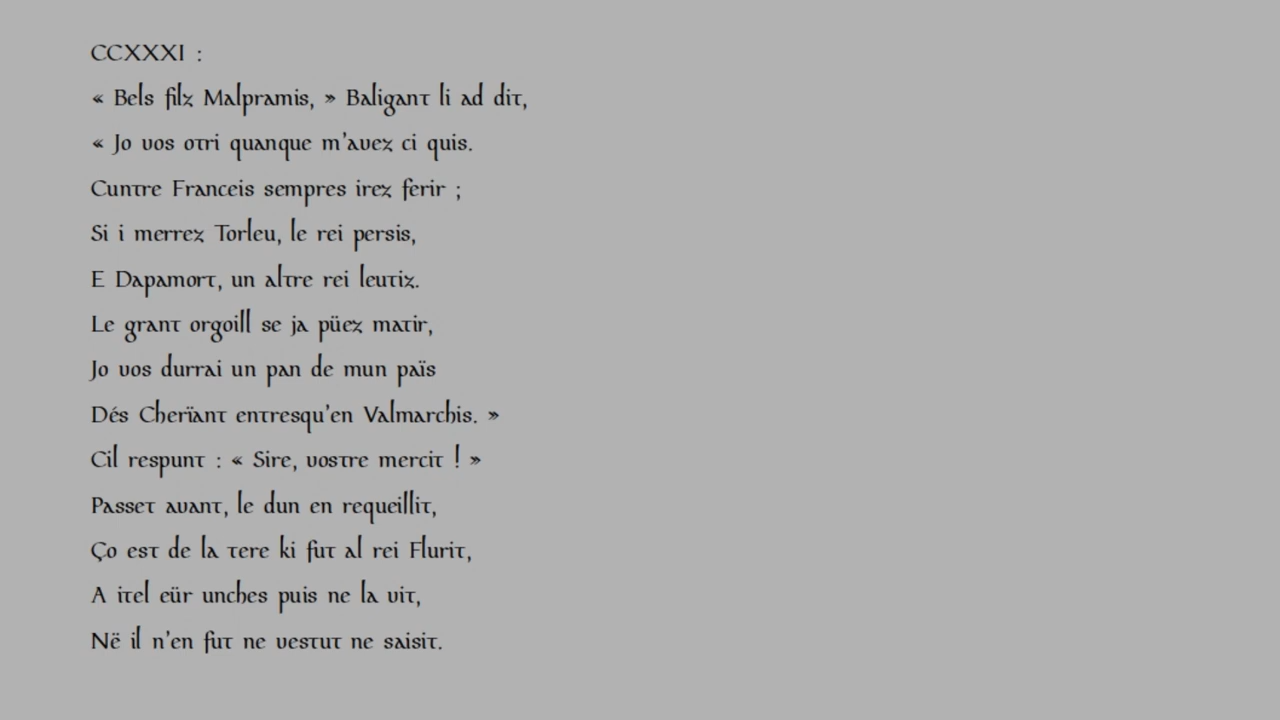 CCXXXI :
« Bels filz Malpramis, » Baligant li ad dit,
« Jo vos otri quanque m'avez ci quis.
Cuntre Franceis sempres irez ferir ;
Si i merrez Torleu, le rei persis,
E Dapamort, un altre rei leutiz.
Le grant orgoill se ja püez matir,
Jo vos durrai un pan de mun païs
Dés Cherïant entresqu'en Valmarchis. »
Cil respunt : « Sire, vostre mercit ! »
Passet avant, le dun en requeillit,
Ço est de la tere ki fut al rei Flurit,
A itel eür unches puis ne la vit,
Në il n'en fut ne vestut ne saisit.